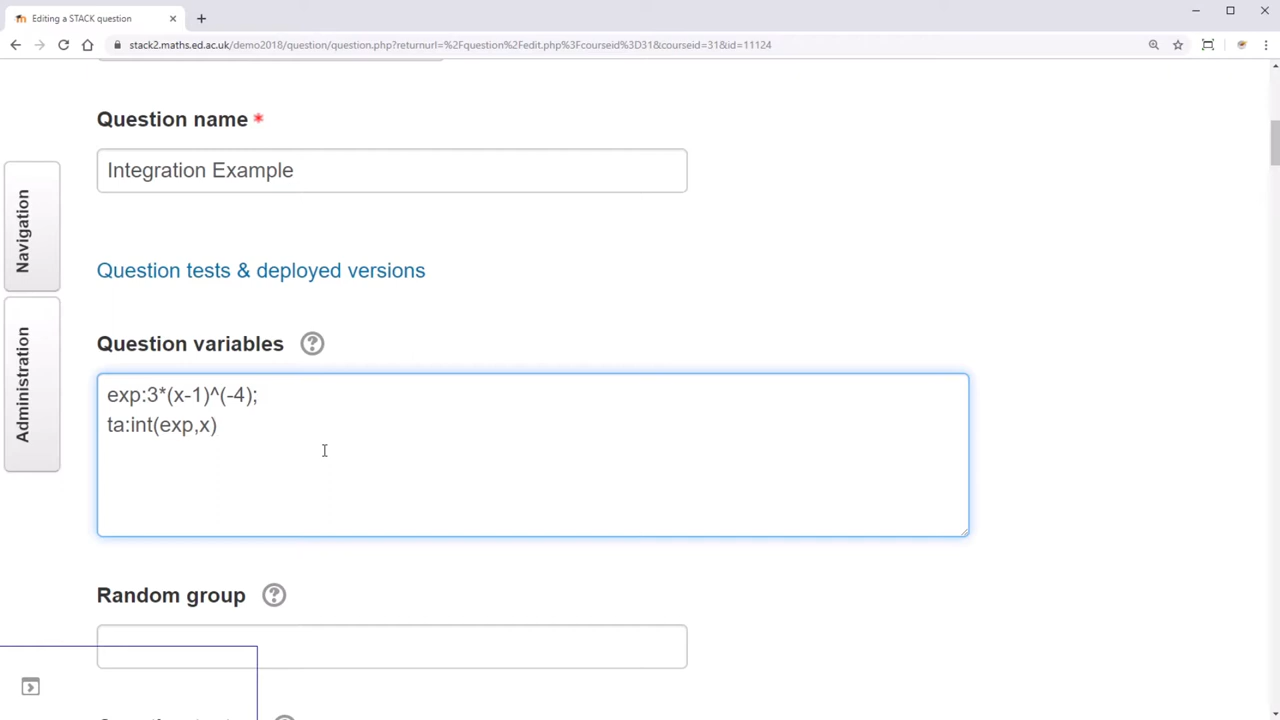 Editing a STACK question
stack2.maths.ed.ac.uk/demo2018/question/question.php?returnurl=%2Fquestion%2Fedit.php%3Fcourseid%3D31&courseid=31&id=11124
Question name *
Integration Example
Navigation
Question tests & deployed versions
Administration
Question variables
exp:3*(x-1)^(-4);
ta:int(exp,x)
Random group